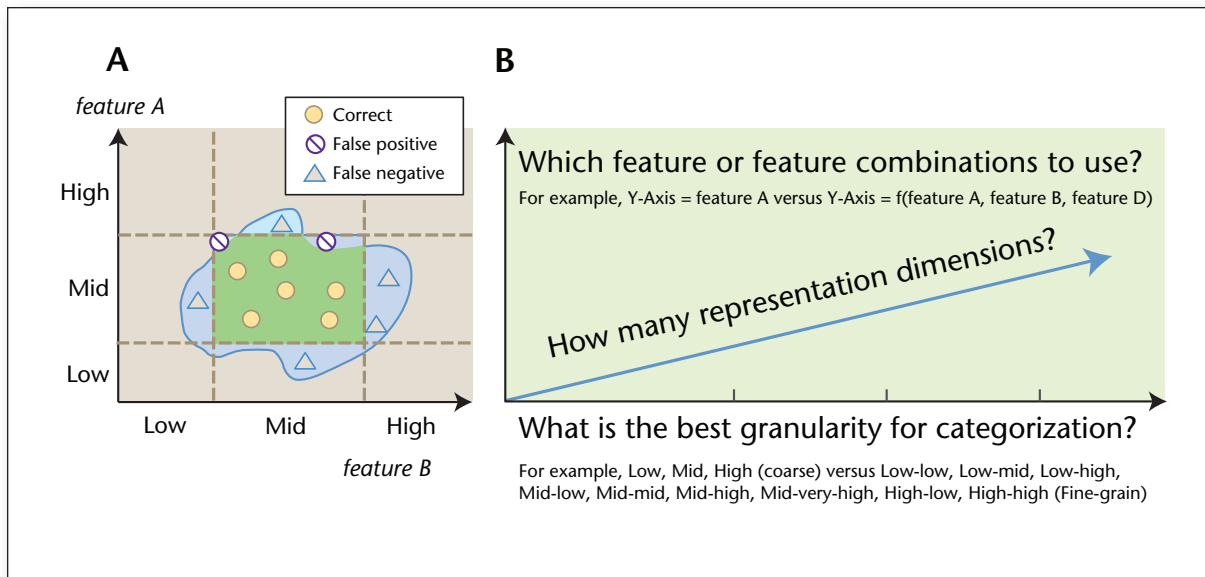 A
feature A
Correct
False positive
False negative
High
Mid
Low
Low
Mid
High
feature B
B
Which feature or feature combinations to use?
For example, Y-Axis = feature A versus Y-Axis = f(feature A, feature B, feature D)
How many representation dimensions?
What is the best granularity for categorization?
For example, Low, Mid, High (coarse) versus Low-low, Low-mid, Low-high,
Mid-low, Mid-mid, Mid-high, Mid-very-high, High-low, High-high (Fine-grain)